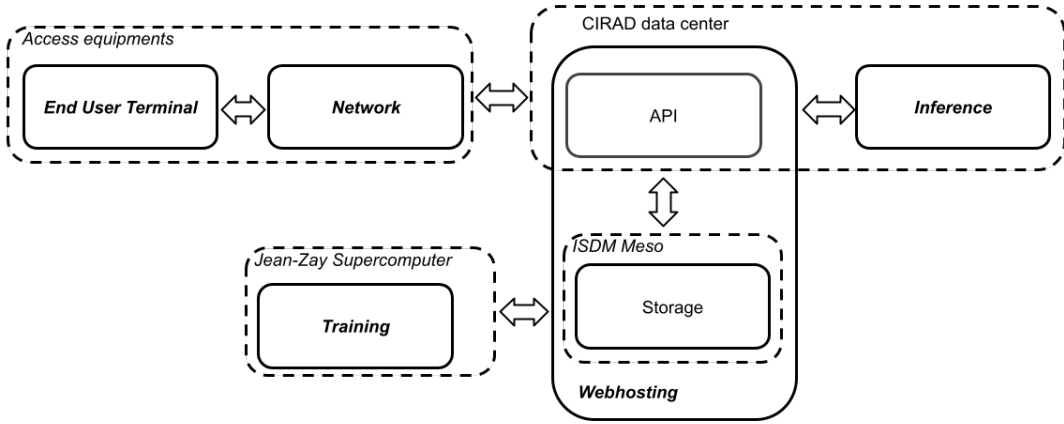 Access equipments
End User Terminal
Network
CIRAD data center
API
Inference
Jean-Zay Supercomputer
Training
ISDM Meso
Storage
Webhosting